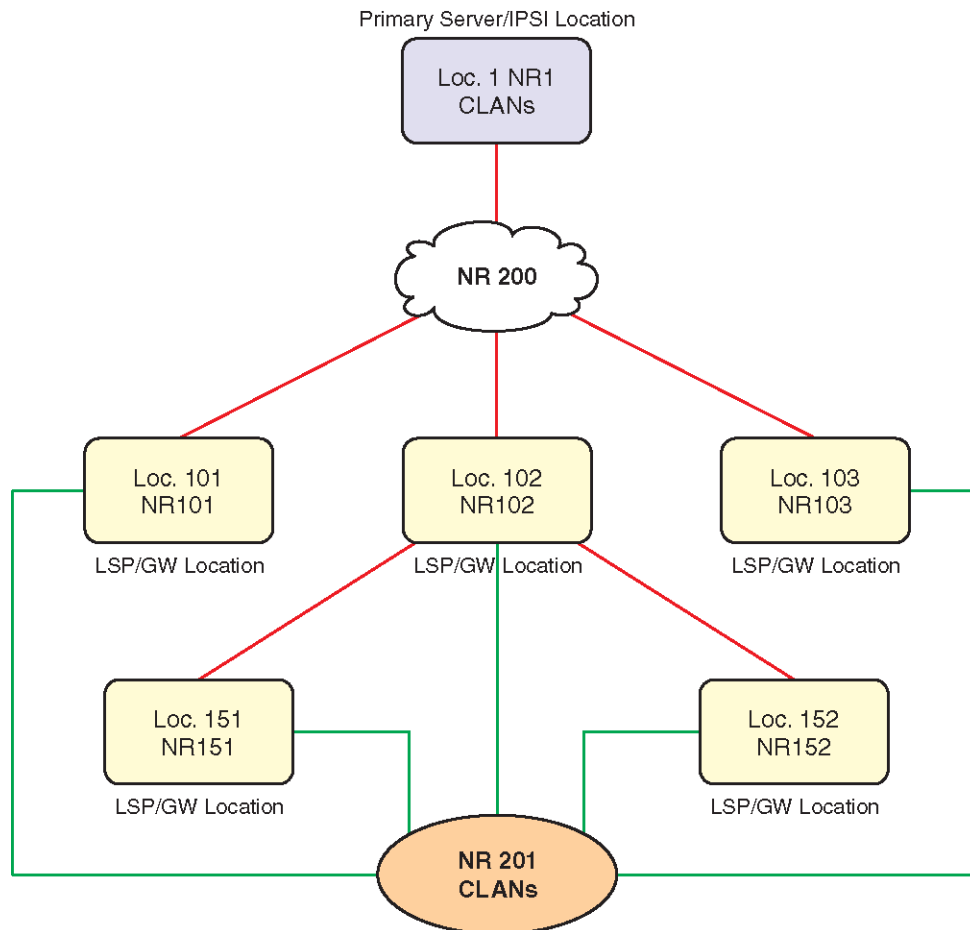 Primary Server/IPSI Location
Loc. 1 NR1
CLANs
NR 200
Loc. 101
NR101
Loc. 102
NR102
Loc. 103
NR103
LSP/GW Location
LSP/GW Location
LSP/GW Location
Loc. 151
NR151
Loc. 152
NR152
LSP/GW Location
LSP/GW Location
NR 201
CLANs